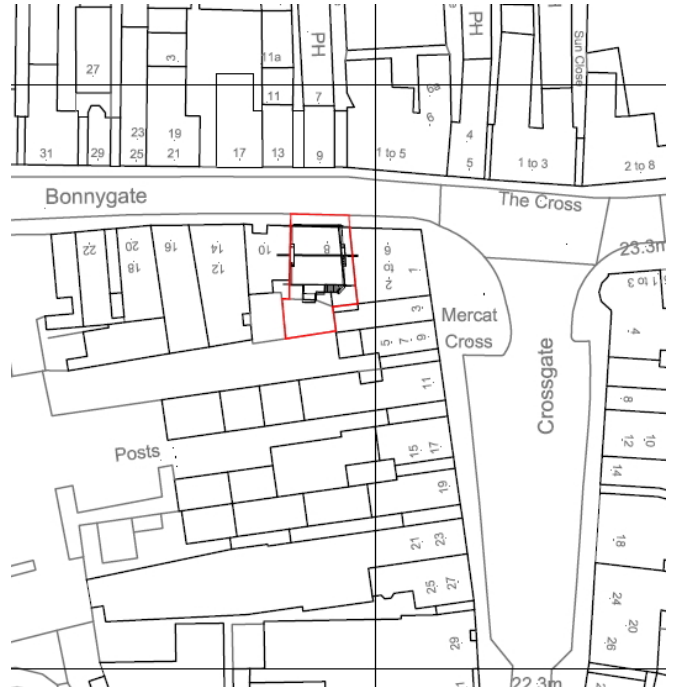 PH
PH
Sun Close
27
3
11a
11
7
6a
6
23
25
19
21
31
29
17
13
9
1 to 5
4
5
1 to 3
2 to 8
Bonnygate
The Cross
23.3m
22
20
18
16
14
12
10
8
2 to 6
1
1 to 3
3
Mercat
Cross
Crossgate
4
5
7
9
11
8
10
12
14
Posts
15
17
19
21
23
18
25
27
24
20
26
29
22.3m